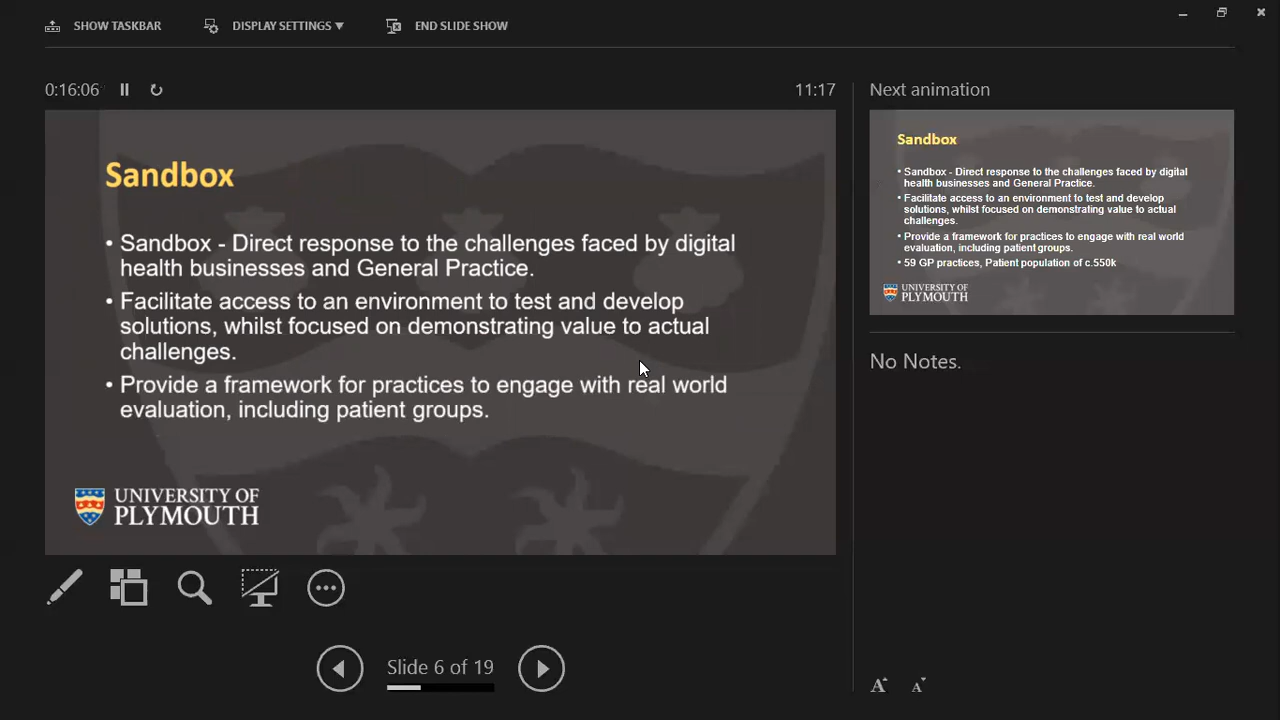 SHOW TASKBAR
DISPLAY SETTINGS ▼
END SLIDE SHOW
0:16:06
11:17
Sandbox
• Sandbox - Direct response to the challenges faced by digital
health businesses and General Practice.
• Facilitate access to an environment to test and develop
solutions, whilst focused on demonstrating value to actual
challenges.
• Provide a framework for practices to engage with real world
evaluation, including patient groups.
UNIVERSITY OF
PLYMOUTH
Slide 6 of 19
Next animation
Sandbox
• Sandbox - Direct response to the challenges faced by digital
health businesses and General Practice.
• Facilitate access to an environment to test and develop
solutions, whilst focused on demonstrating value to actual
challenges.
• Provide a framework for practices to engage with real world
evaluation, including patient groups.
• 59 GP practices, Patient population of c.550k
UNIVERSITY OF
PLYMOUTH
No Notes.
A A